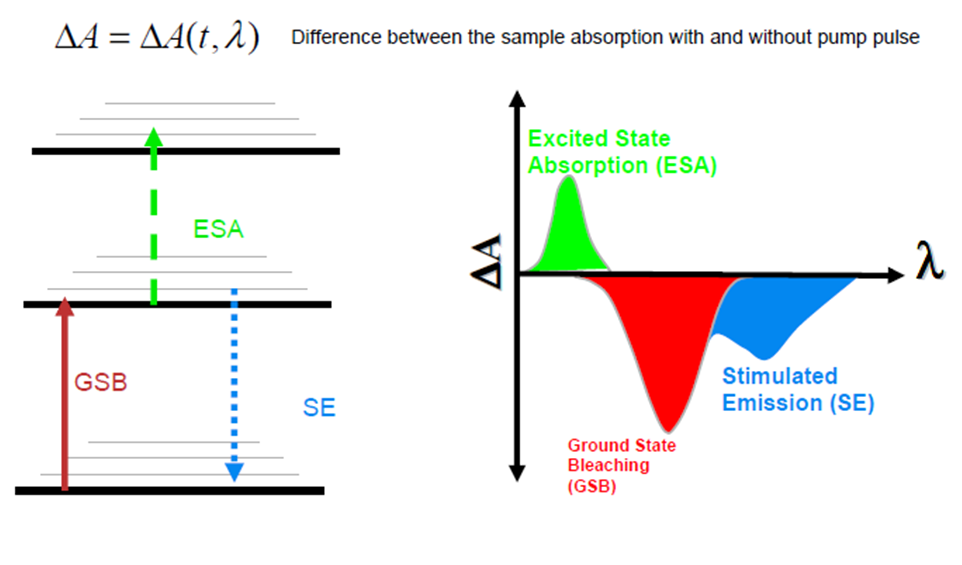 ΔA = ΔA(t, λ) Difference between the sample absorption with and without pump pulse
ESA
GSB
SE
Excited State
Absorption (ESA)
ΔA
λ
Stimulated
Emission (SE)
Ground State
Bleaching
(GSB)